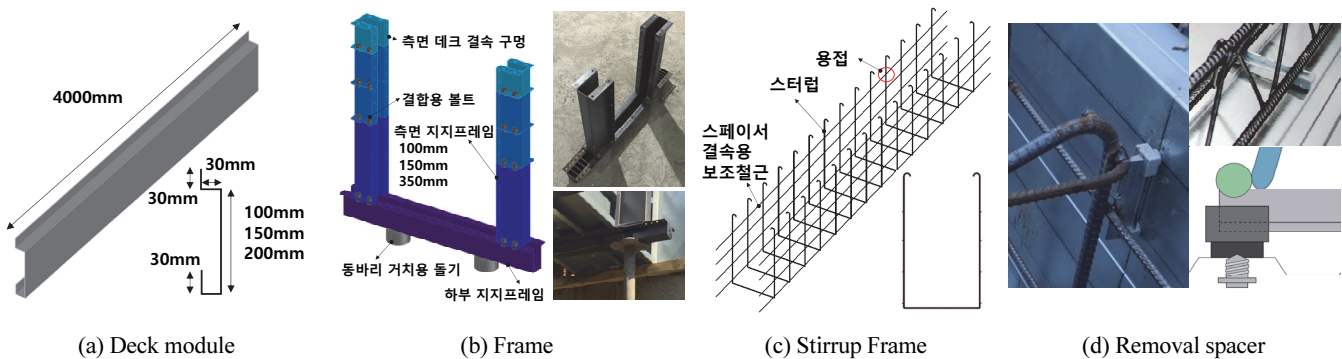 4000mm
30mm
30mm
100mm
150mm
200mm
30mm
(a) Deck module
측면 데크 결속 구멍
결합용 볼트
측면 지지프레임
100mm
150mm
350mm
동바리 거치용 돌기
하부 지지프레임
(b) Frame
용접
스터럽
스페이서
결속용
보조철근
(c) Stirrup Frame
(d) Removal spacer